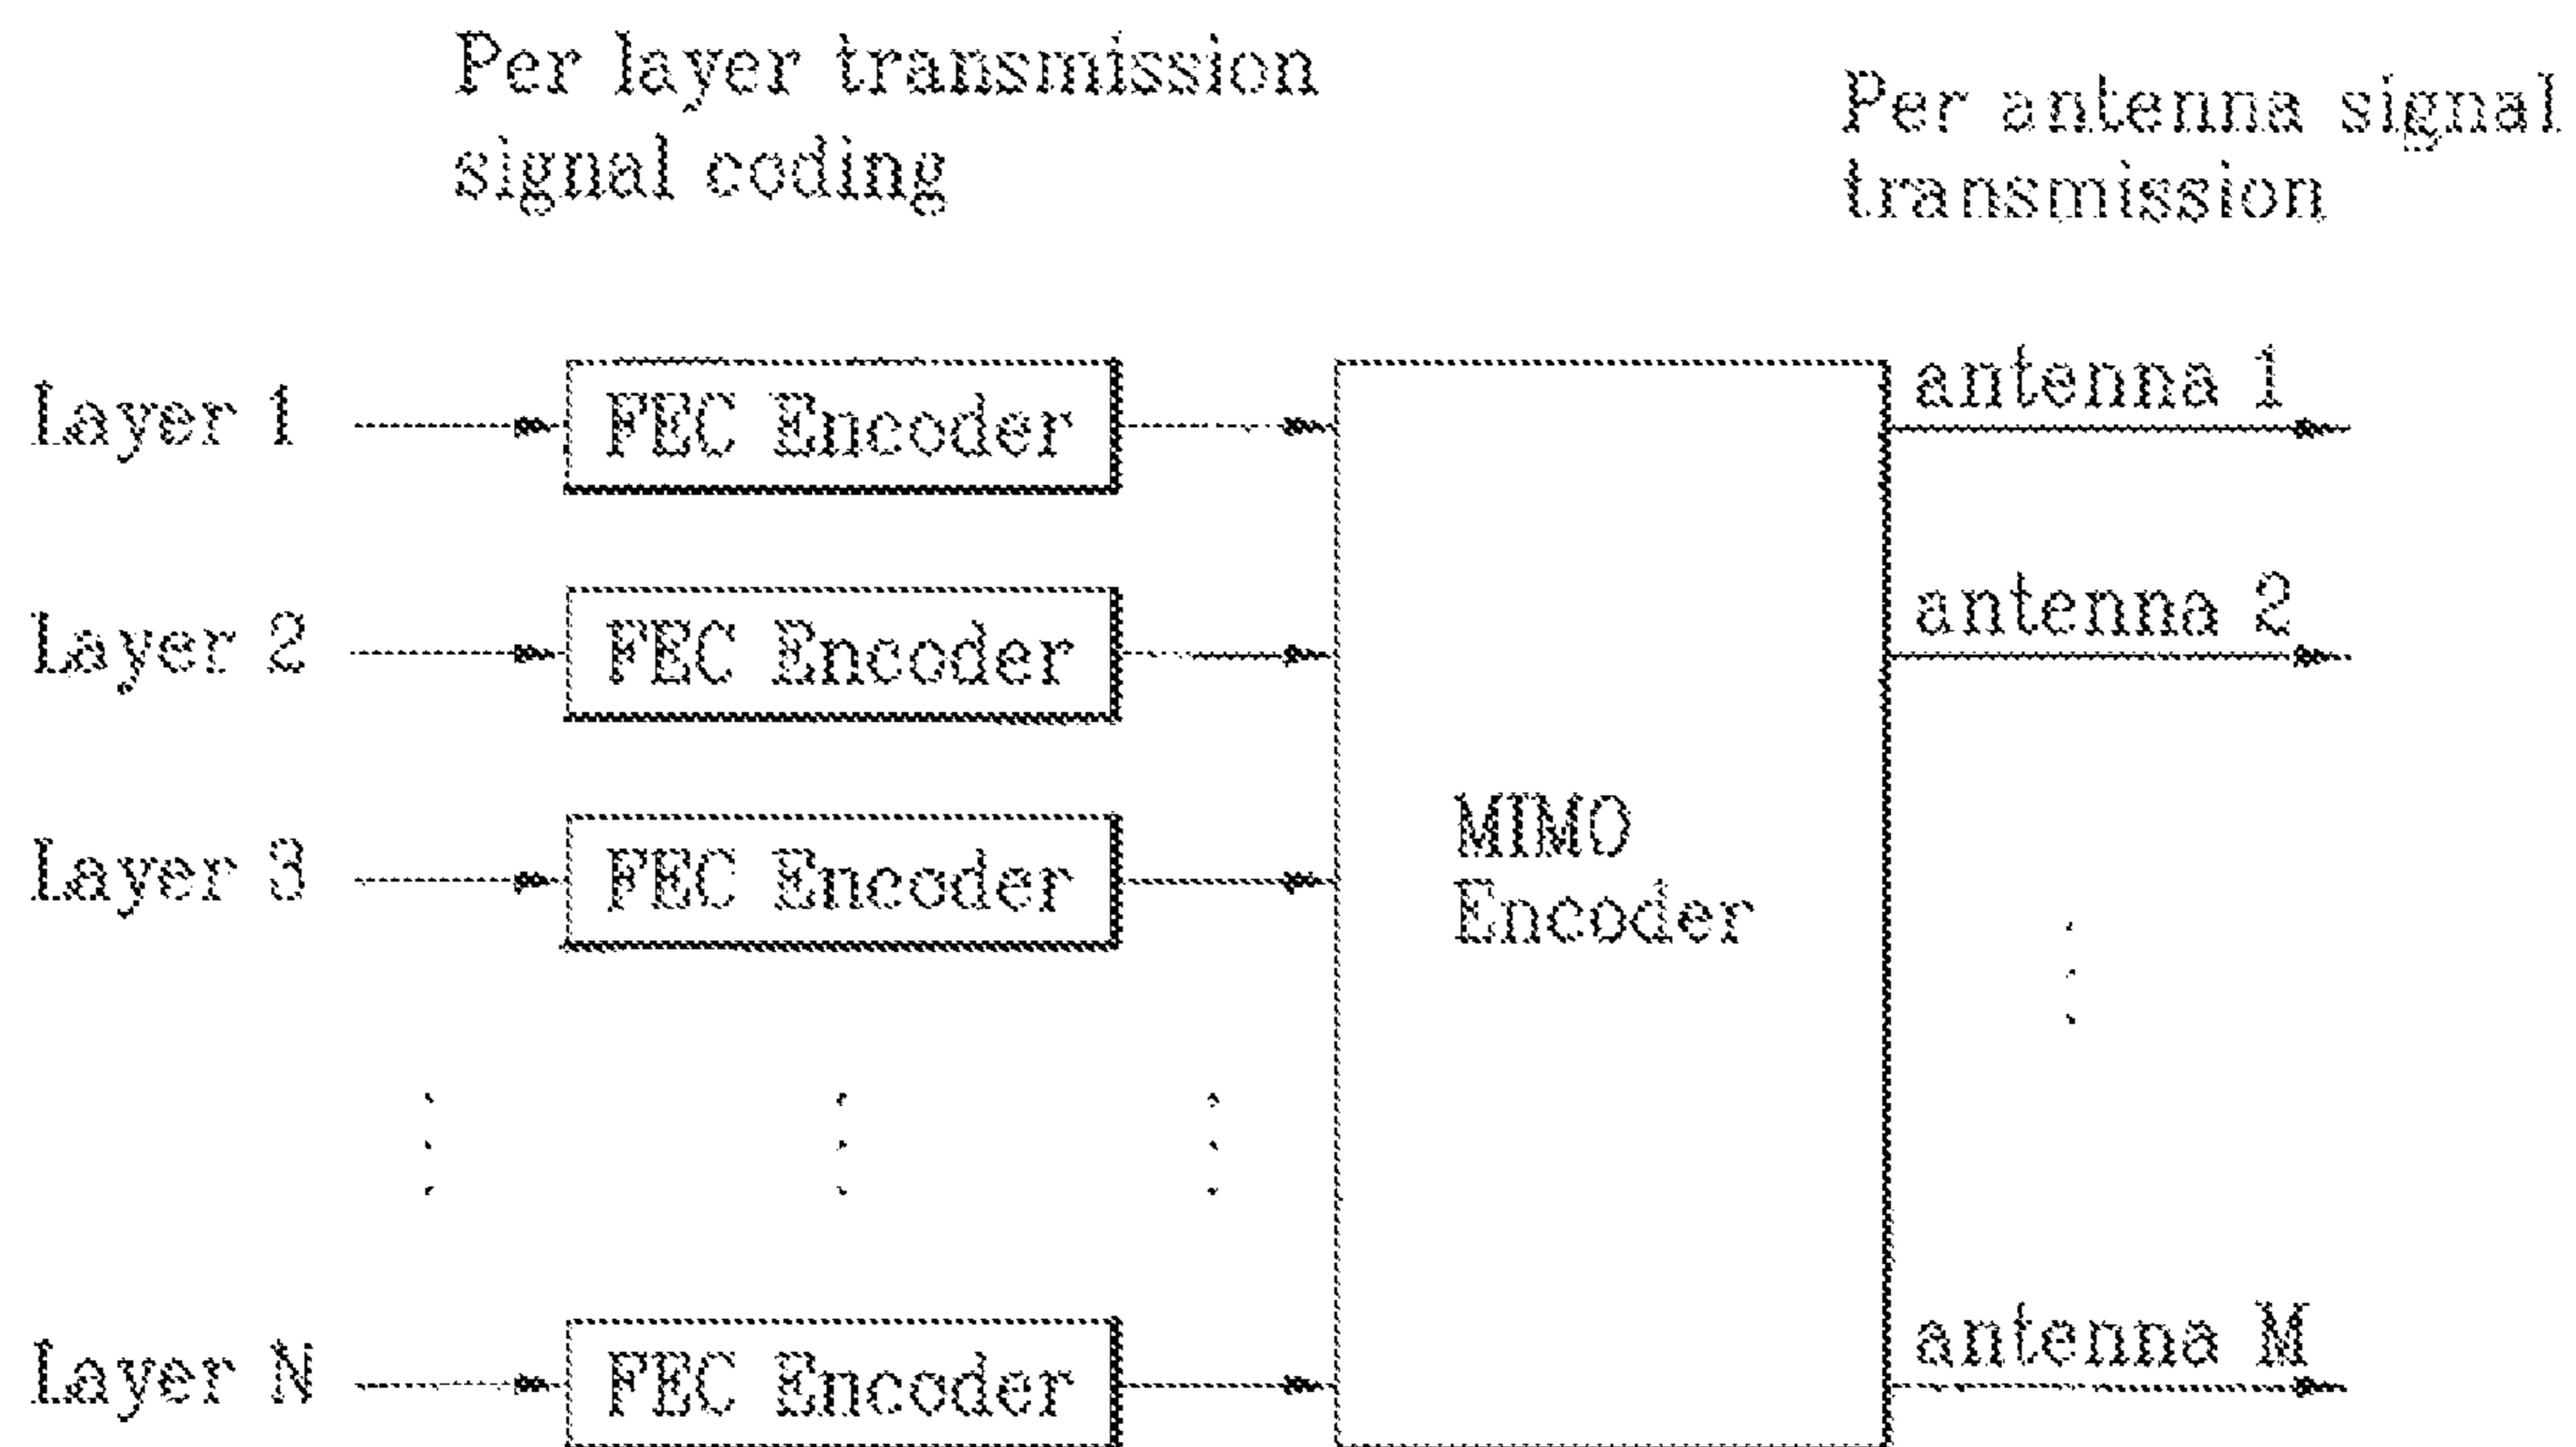 Per layer transmission
signal coding
Per antenna signal
transmission
Layer 1
FEC Encoder
antenna 1
Layer 2
FEC Encoder
antenna 2
Layer 3
FEC Encoder
MIMO
Encoder
Layer N
FEC Encoder
antenna M